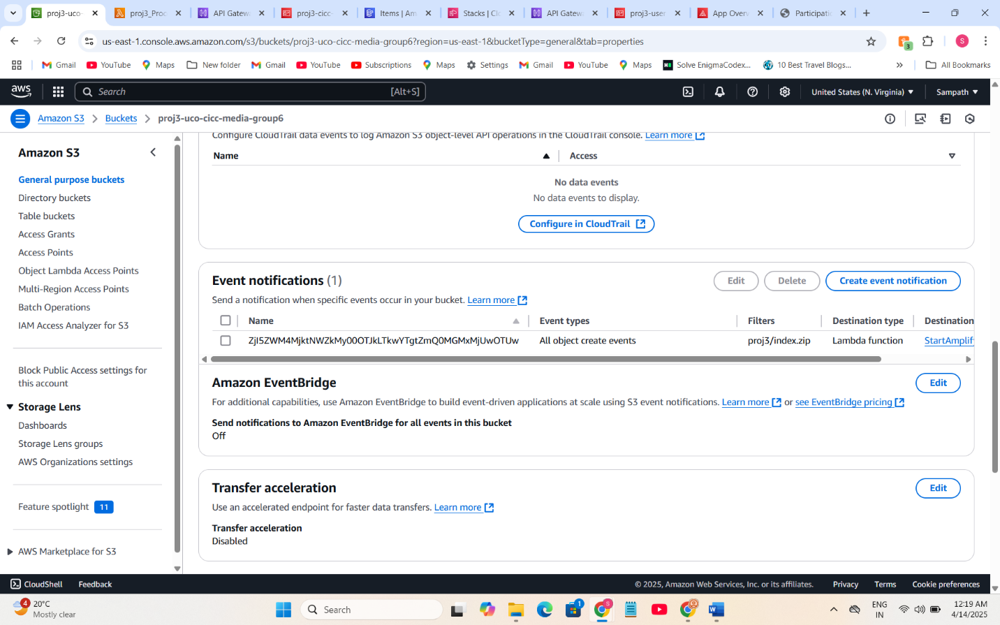 proj3-uco-
proj3_Proc
API Gatew
proj3-cicc-
Items | Am
Stacks | Cl
API Gatew
proj3-user
App Over
Participati
us-east-1.console.aws.amazon.com/s3/buckets/proj3-uco-cicc-media-group6?region=us-east-1&bucketType=general&tab=properties
3
S
Gmail
YouTube
Maps
New folder
Gmail
YouTube
Subscriptions
Maps
Settings
Gmail
YouTube
Maps
Solve EnigmaCodex...
10 Best Travel Blogs...
All Bookmarks
aws
Search
[Alt+S]
United States (N. Virginia)
Sampath
Amazon S3
Buckets
proj3-uco-cicc-media-group6
Amazon S3
General purpose buckets
Directory buckets
Table buckets
Access Grants
Access Points
Object Lambda Access Points
Multi-Region Access Points
Batch Operations
IAM Access Analyzer for S3
Block Public Access settings for
this account
Storage Lens
Dashboards
Storage Lens groups
AWS Organizations settings
Feature spotlight 11
AWS Marketplace for S3
Configure CloudTrail data events to log Amazon S3 object-level API operations in the CloudTrail console. Learn more
Name
Access
No data events
No data events to display.
Configure in CloudTrail
Event notifications (1)
Edit
Delete
Create event notification
Send a notification when specific events occur in your bucket. Learn more
Name
Event types
Filters
Destination type
Destination
ZjI5ZWM4MjktNWZkMy00OTJkLTkwYTgtZmQ0MGMxMjUwOTUw
All object create events
proj3/index.zip
Lambda function
StartAmplif
Amazon EventBridge
Edit
For additional capabilities, use Amazon EventBridge to build event-driven applications at scale using S3 event notifications. Learn more or see EventBridge pricing
Send notifications to Amazon EventBridge for all events in this bucket
Off
Transfer acceleration
Edit
Use an accelerated endpoint for faster data transfers. Learn more
Transfer acceleration
Disabled
CloudShell
Feedback
© 2025, Amazon Web Services, Inc. or its affiliates.
Privacy
Terms
Cookie preferences
4
20°C
Mostly clear
Search
1
S
ENG
IN
12:19 AM
4/14/2025